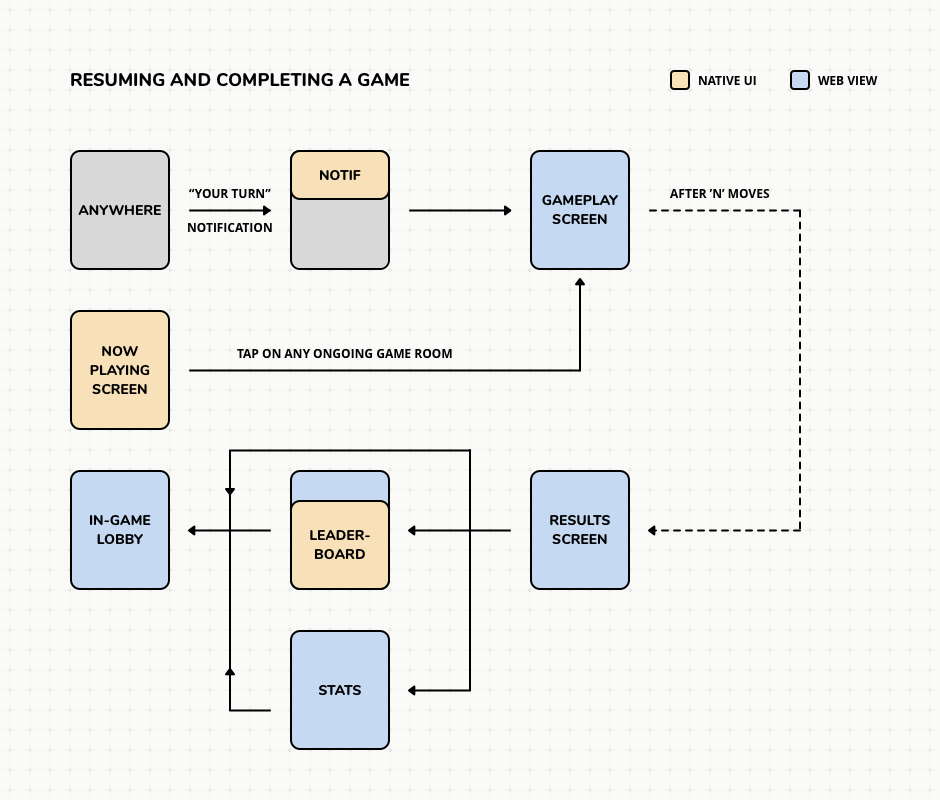 RESUMING AND COMPLETING A GAME
NATIVE UI
WEB VIEW
ANYWHERE
“YOUR TURN”
NOTIFICATION
NOTIF
GAMEPLAY
SCREEN
AFTER ’N’ MOVES
NOW
PLAYING
SCREEN
TAP ON ANY ONGOING GAME ROOM
IN-GAME
LOBBY
LEADER-
BOARD
RESULTS
SCREEN
STATS